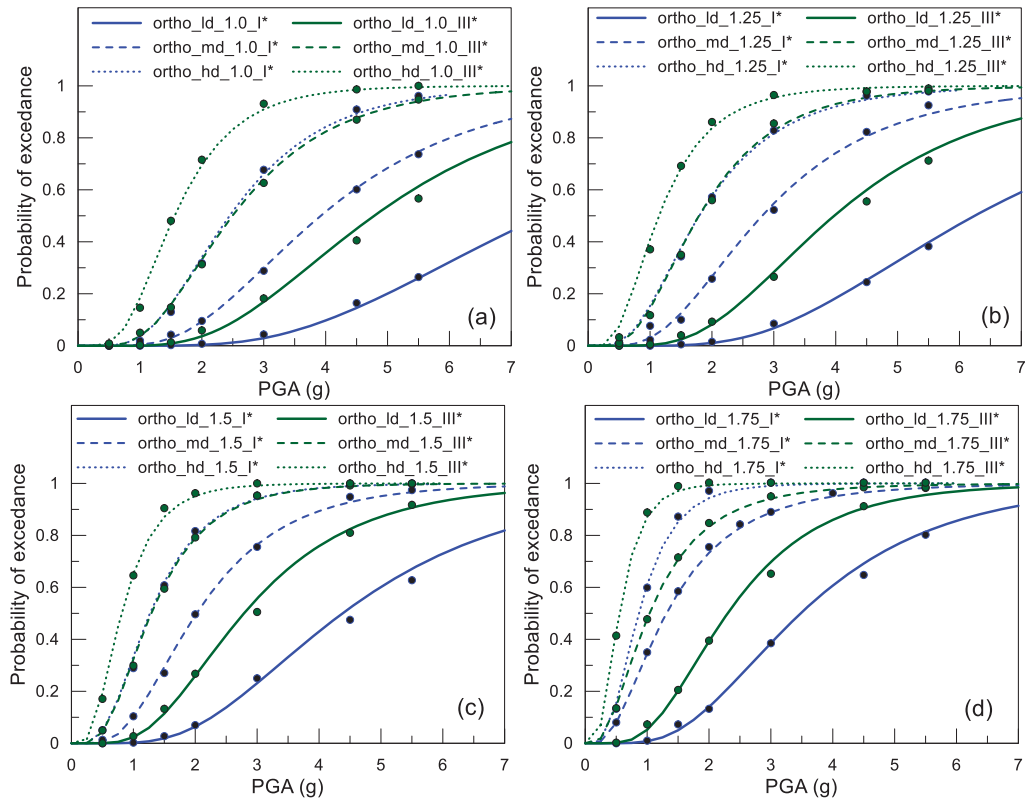 ortho_ld_1.0_I* ortho_ld_1.0_III*
ortho_md_1.0_I* ortho_md_1.0_III*
ortho_hd_1.0_I* ortho_hd_1.0_III*
Probability of excedance
1
0.8
0.6
0.4
0.2
0
(a)
0 1 2 3 4 5 6 7
PGA (g)
ortho_ld_1.25_I* ortho_ld_1.25_III*
ortho_md_1.25_I* ortho_md_1.25_III*
ortho_hd_1.25_I* ortho_hd_1.25_III*
Probability of excedance
1
0.8
0.6
0.4
0.2
0
(b)
0 1 2 3 4 5 6 7
PGA (g)
ortho_ld_1.5_I* ortho_ld_1.5_III*
ortho_md_1.5_I* ortho_md_1.5_III*
ortho_hd_1.5_I* ortho_hd_1.5_III*
Probability of excedance
1
0.8
0.6
0.4
0.2
0
(c)
0 1 2 3 4 5 6 7
PGA (g)
ortho_ld_1.75_I* ortho_ld_1.75_III*
ortho_md_1.75_I* ortho_md_1.75_III*
ortho_hd_1.75_I* ortho_hd_1.75_III*
Probability of excedance
1
0.8
0.6
0.4
0.2
0
(d)
0 1 2 3 4 5 6 7
PGA (g)